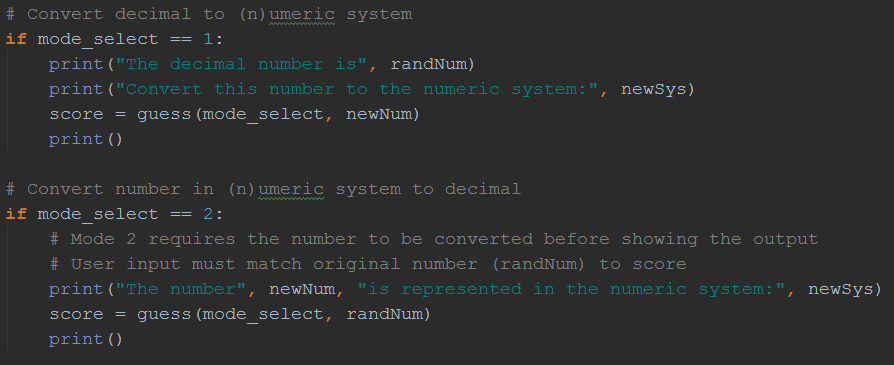 # Convert decimal to (n)umeric system
if mode_select == 1:
    print("The decimal number is", randNum)
    print("Convert this number to the numeric system:", newSys)
    score = guess(mode_select, newNum)
    print()
# Convert number in (n)umeric system to decimal
if mode_select == 2:
    # Mode 2 requires the number to be converted before showing the output
    # User input must match original number (randNum) to score
    print("The number", newNum, "is represented in the numeric system:", newSys)
    score = guess(mode_select, randNum)
    print()